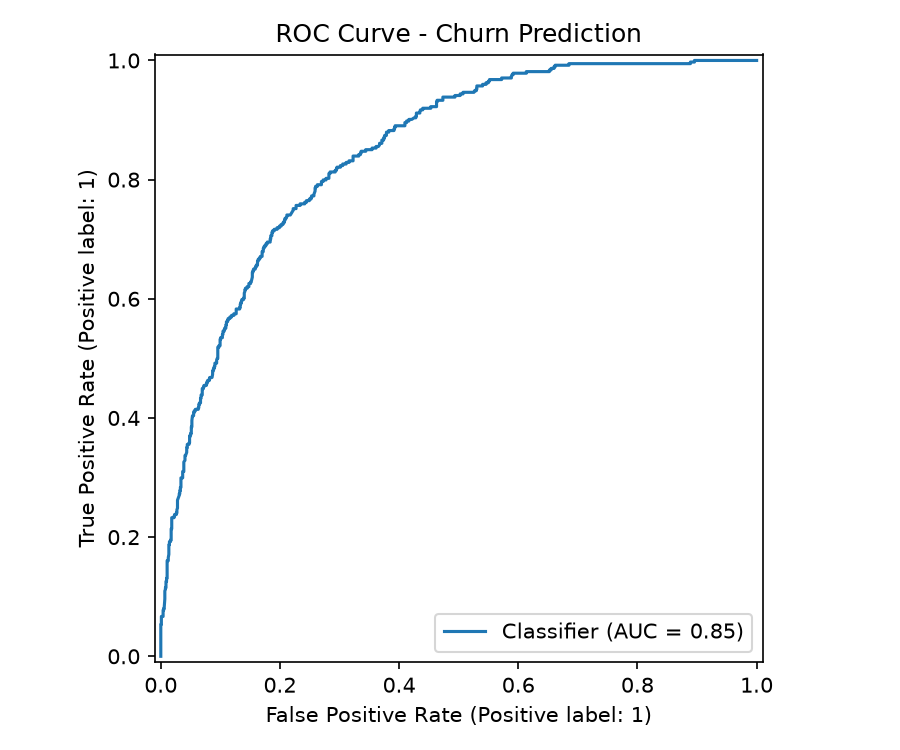 ROC Curve - Churn Prediction
1.0
0.8
0.6
0.4
0.2
0.0
True Positive Rate (Positive label: 1)
Classifier (AUC = 0.85)
0.0 0.2 0.4 0.6 0.8 1.0
False Positive Rate (Positive label: 1)